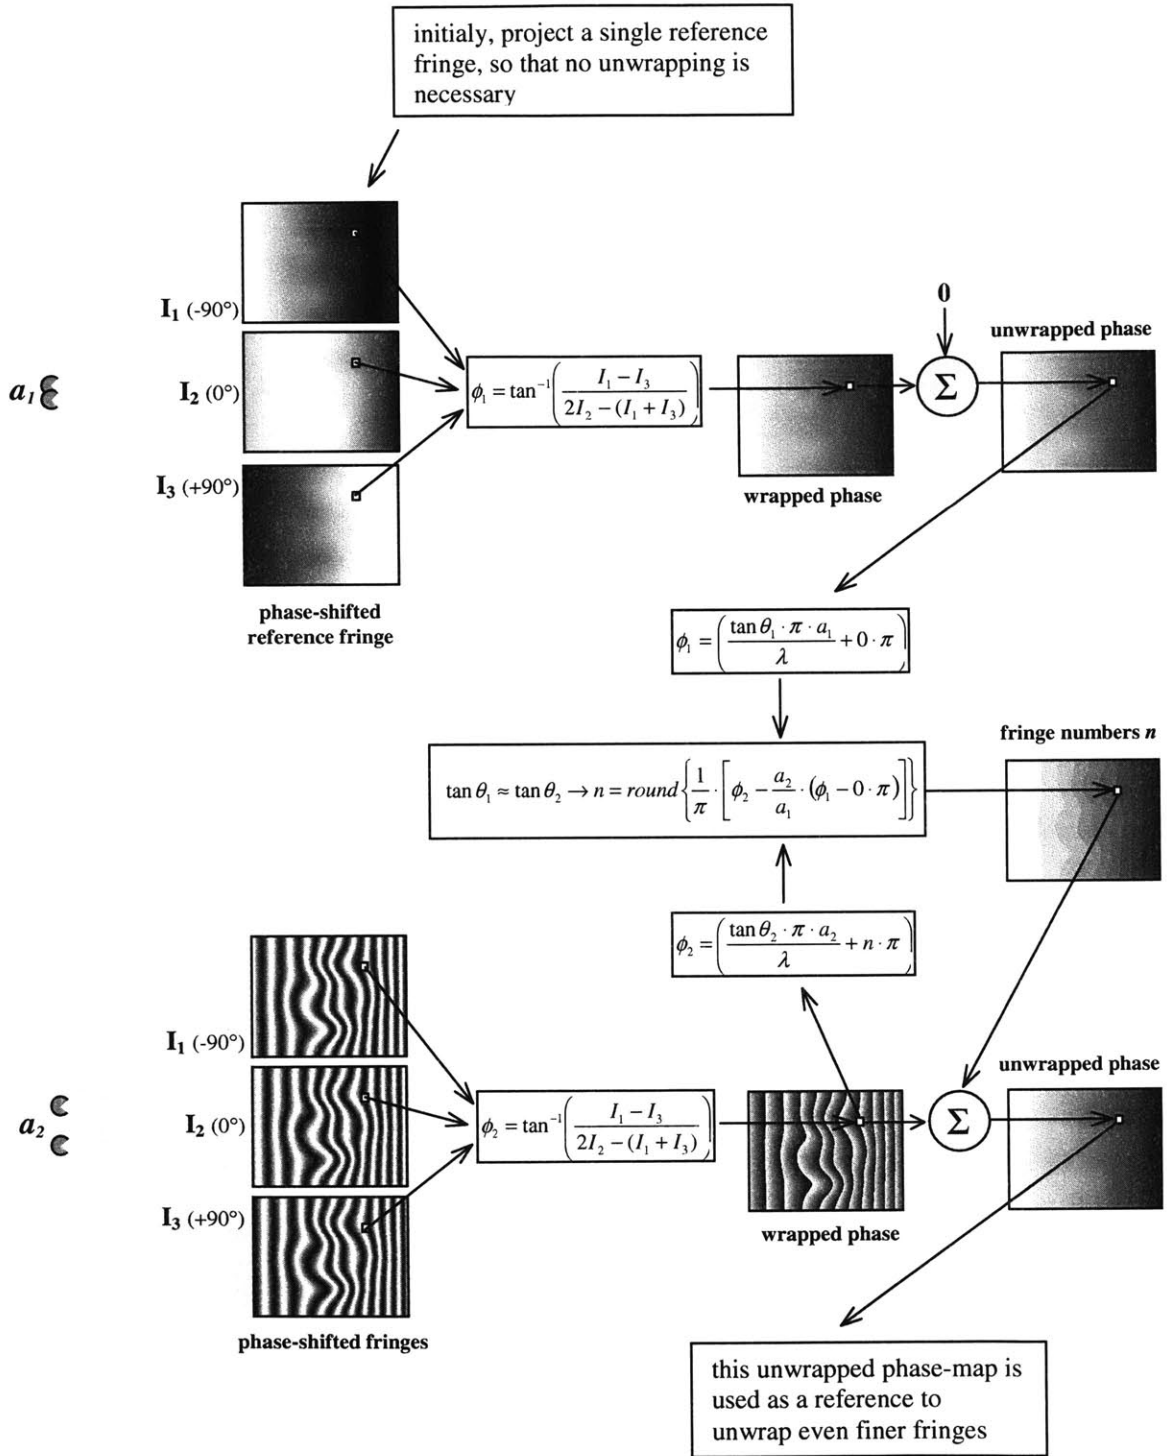 initialy, project a single reference
fringe, so that no unwrapping is
necessary
I₁ (-90°)
0
unwrapped phase
a₁
I₂ (0°)
ϕ₁ = tan⁻¹( (I₁ − I₃) / (2I₂ − (I₁ + I₃)) )
Σ
I₃ (+90°)
wrapped phase
phase-shifted
reference fringe
ϕ₁ = ( (tan θ₁ · π · a₁) / λ + 0 · π )
fringe numbers n
tan θ₁ ≈ tan θ₂ → n = round{ 1/π · [ ϕ₂ − a₂/a₁ · (ϕ₁ − 0 · π) ] }
ϕ₂ = ( (tan θ₂ · π · a₂) / λ + n · π )
I₁ (-90°)
unwrapped phase
a₂
I₂ (0°)
ϕ₂ = tan⁻¹( (I₁ − I₃) / (2I₂ − (I₁ + I₃)) )
Σ
I₃ (+90°)
wrapped phase
phase-shifted fringes
this unwrapped phase-map is
used as a reference to
unwrap even finer fringes